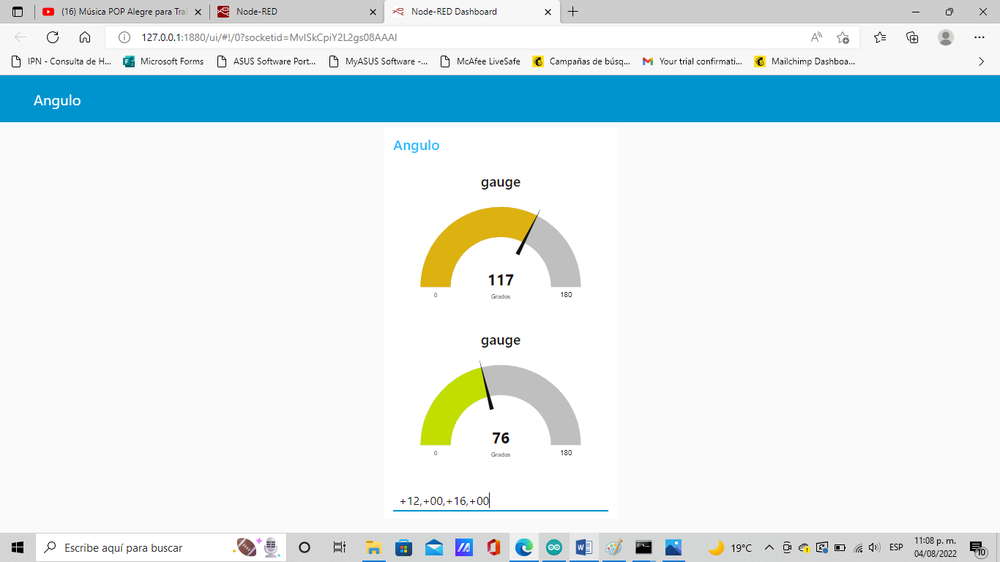 (16) Música POP Alegre para Tral
Node-RED
Node-RED Dashboard
127.0.0.1:1880/ui/#!/0?socketid=MvISkCpiY2L2gs08AAAI
IPN - Consulta de H...
Microsoft Forms
ASUS Software Port...
MyASUS Software -...
McAfee LiveSafe
Campañas de búsq...
Your trial confirmati...
Mailchimp Dashboa...
Angulo
Angulo
gauge
117
0
Grados
180
gauge
76
0
Grados
180
+12,+00,+16,+00
Escribe aquí para buscar
19°C
ESP
11:08 p. m.
04/08/2022
10